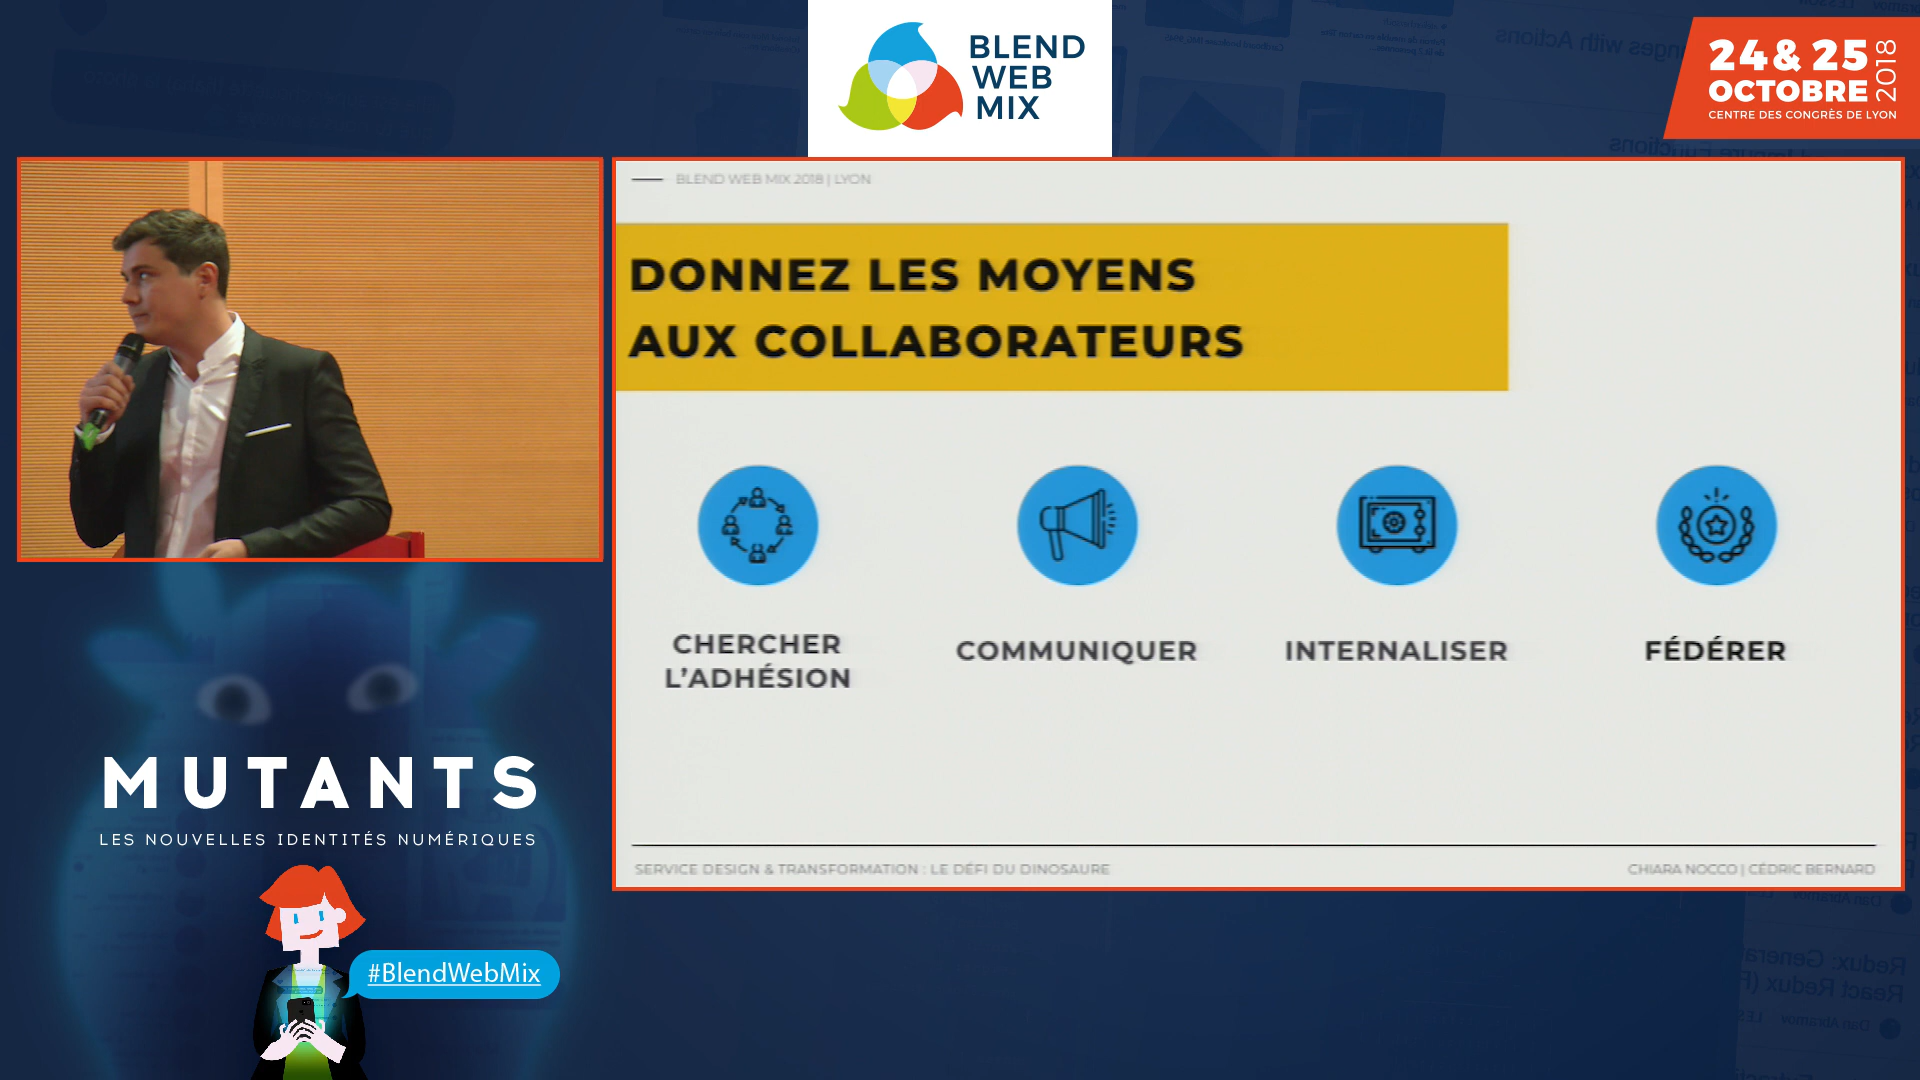 BLEND
WEB
MIX
24 & 25
OCTOBRE
2018
CENTRE DES CONGRÈS DE LYON
BLEND WEB MIX 2018 | LYON
DONNEZ LES MOYENS
AUX COLLABORATEURS
CHERCHER
L'ADHÉSION
COMMUNIQUER
INTERNALISER
FÉDÉRER
SERVICE DESIGN & TRANSFORMATION : LE DÉFI DU DINOSAURE
CHIARA NOCCO | CÉDRIC BERNARD
MUTANTS
LES NOUVELLES IDENTITÉS NUMÉRIQUES
#BlendWebMix